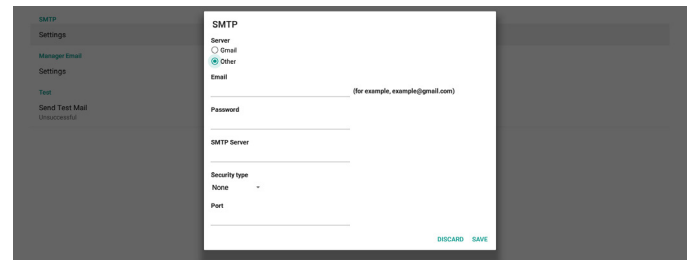 SMTP
Settings
Manager Email
Settings
Test
Send Test Mail
Unsuccessful
SMTP
Server
Gmail
Other
Email
(for example, example@gmail.com)
Password
SMTP Server
Security type
None
Port
DISCARD SAVE